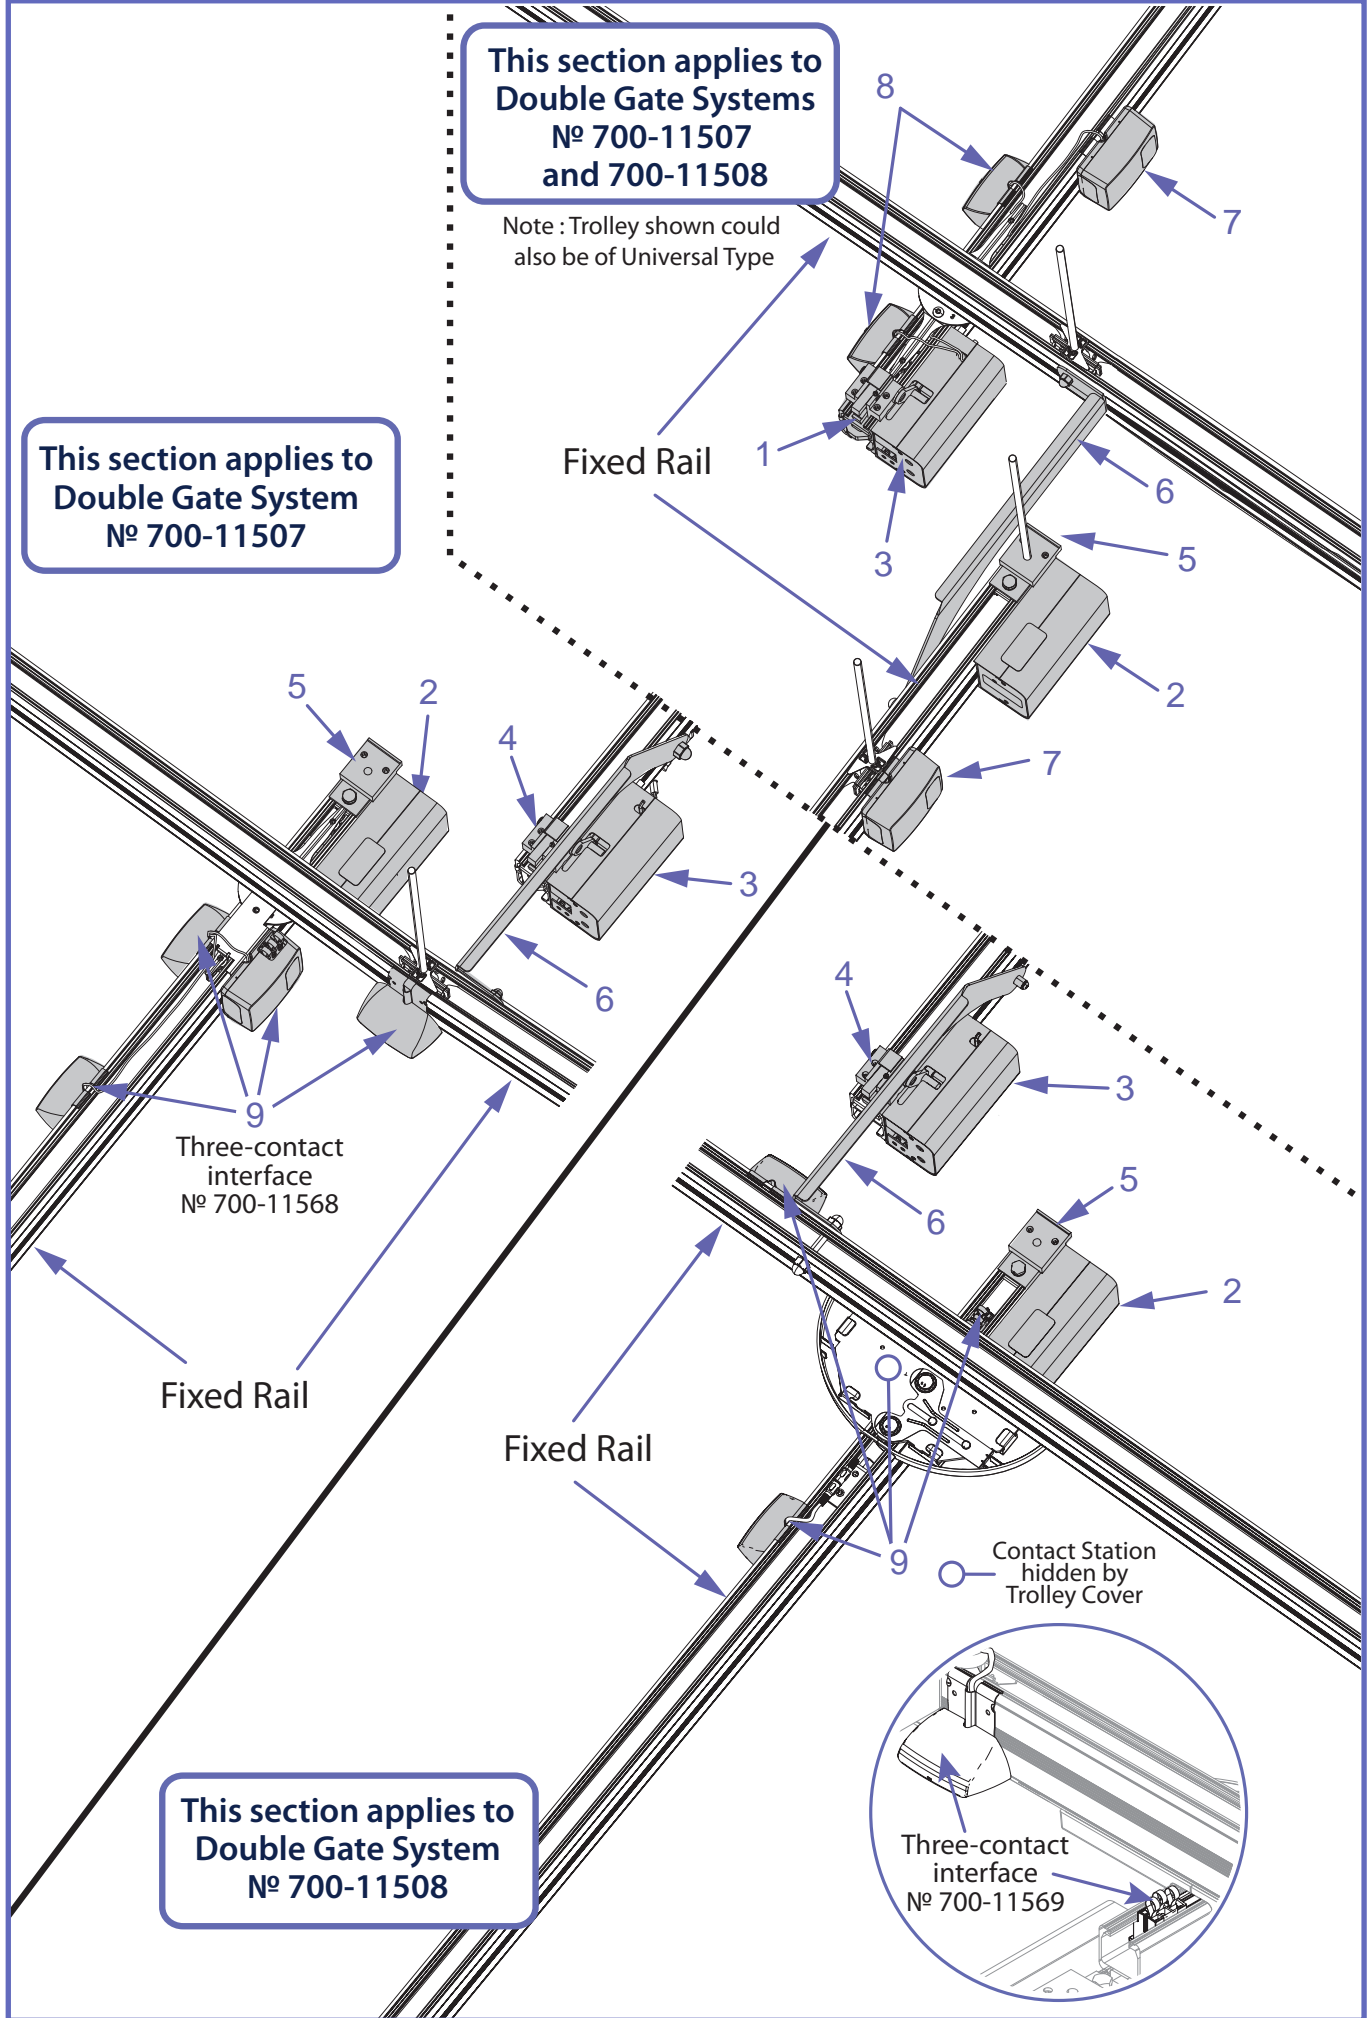 This section applies to
Double Gate Systems
№ 700-11507
and 700-11508
Note : Trolley shown could
also be of Universal Type
8
7
Fixed Rail
1
3
6
5
2
7
This section applies to
Double Gate System
№ 700-11507
5
2
4
3
6
9
Three-contact
interface
№ 700-11568
Fixed Rail
4
3
6
5
2
Fixed Rail
9
Contact Station
hidden by
Trolley Cover
This section applies to
Double Gate System
№ 700-11508
Three-contact
interface
№ 700-11569